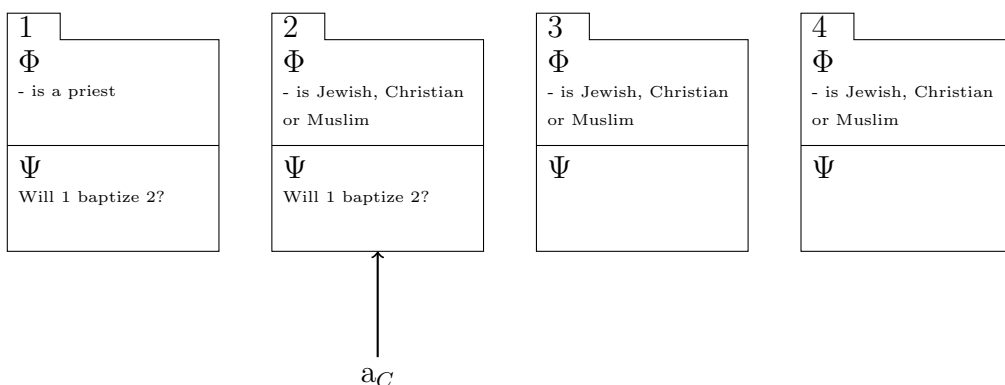 1
Φ
- is a priest
Ψ
Will 1 baptize 2?
2
Φ
- is Jewish, Christian
or Muslim
Ψ
Will 1 baptize 2?
3
Φ
- is Jewish, Christian
or Muslim
Ψ
4
Φ
- is Jewish, Christian
or Muslim
Ψ
a_C